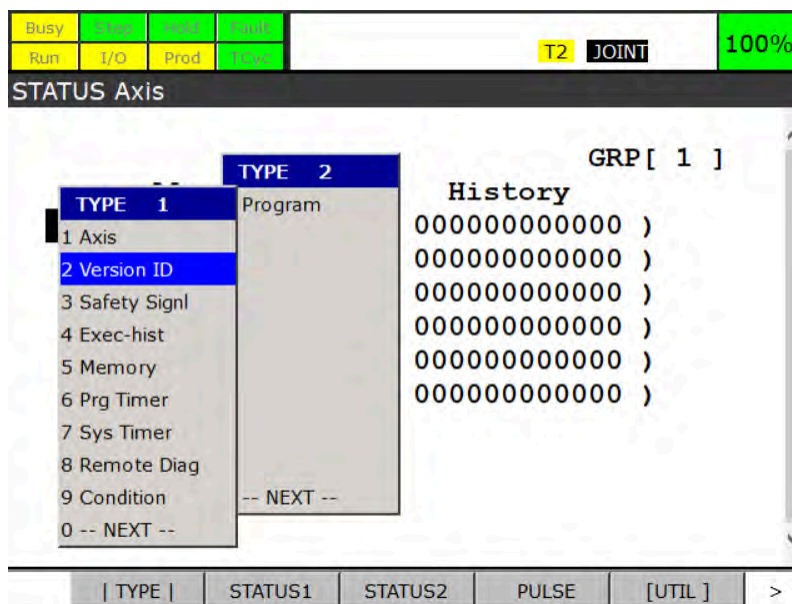 Busy Step Hold Fault
Run I/O Prod TCyc
T2 JOINT 100%
STATUS Axis
GRP[ 1 ]
History
000000000000 )
000000000000 )
000000000000 )
000000000000 )
000000000000 )
000000000000 )
TYPE 1
1 Axis
2 Version ID
3 Safety Signl
4 Exec-hist
5 Memory
6 Prg Timer
7 Sys Timer
8 Remote Diag
9 Condition
0 -- NEXT --
TYPE 2
Program
-- NEXT --
| TYPE | STATUS1 STATUS2 PULSE [UTIL ] >